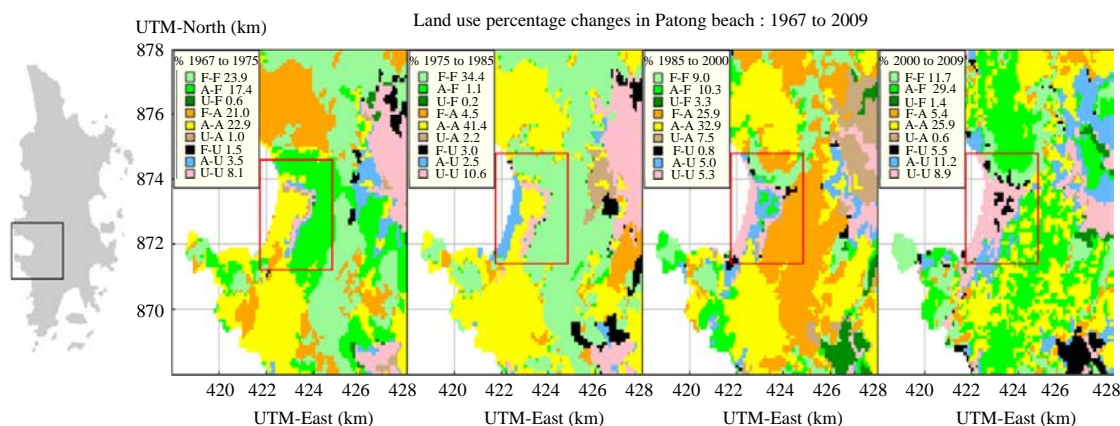 Land use percentage changes in Patong beach : 1967 to 2009
UTM-North (km)
878
876
874
872
870
% 1967 to 1975
F-F 23.9
A-F 17.4
U-F 0.6
F-A 21.0
A-A 22.9
U-A 1.0
F-U 1.5
A-U 3.5
U-U 8.1
% 1975 to 1985
F-F 34.4
A-F 1.1
U-F 0.2
F-A 4.5
A-A 41.4
U-A 2.2
F-U 3.0
A-U 2.5
U-U 10.6
% 1985 to 2000
F-F 9.0
A-F 10.3
U-F 3.3
F-A 25.9
A-A 32.9
U-A 7.5
F-U 0.8
A-U 5.0
U-U 5.3
% 2000 to 2009
F-F 11.7
A-F 29.4
U-F 1.4
F-A 5.4
A-A 25.9
U-A 0.6
F-U 5.5
A-U 11.2
U-U 8.9
420 422 424 426 428
420 422 424 426 428
420 422 424 426 428
420 422 424 426 428
UTM-East (km)
UTM-East (km)
UTM-East (km)
UTM-East (km)